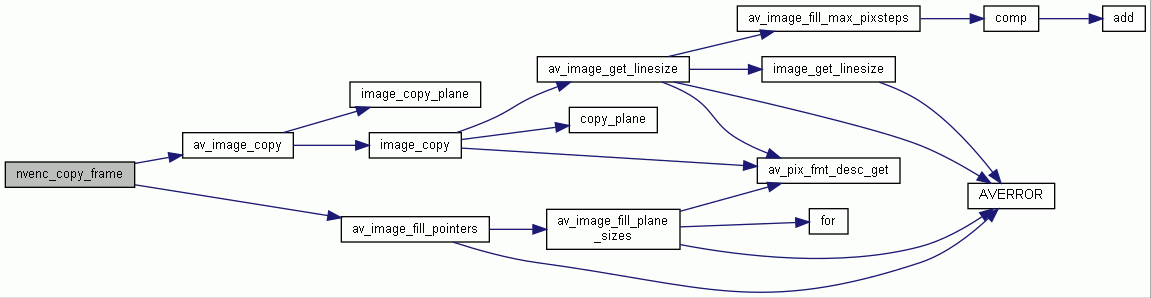 av_image_fill_max_pixsteps
comp
add
av_image_get_linesize
image_get_linesize
image_copy_plane
copy_plane
av_image_copy
image_copy
nvenc_copy_frame
av_pix_fmt_desc_get
AVERROR
av_image_fill_pointers
av_image_fill_plane
_sizes
for